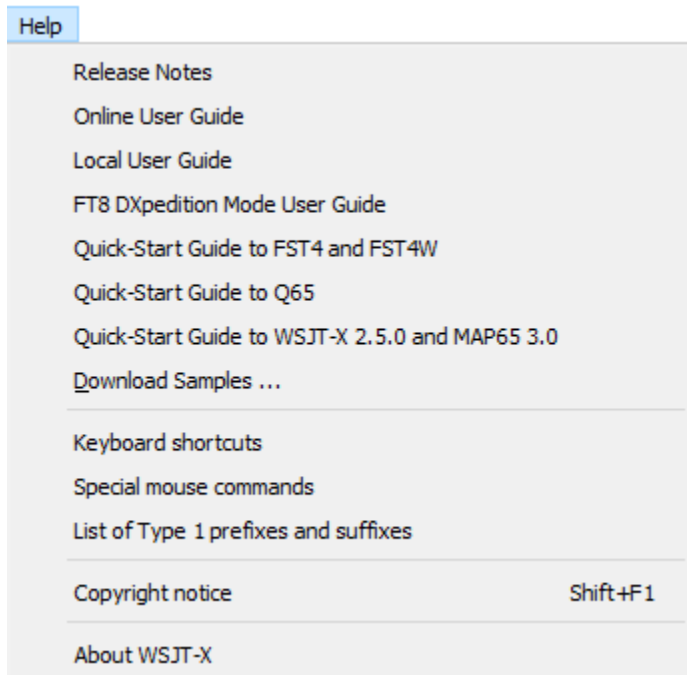 Help
Release Notes
Online User Guide
Local User Guide
FT8 DXpedition Mode User Guide
Quick-Start Guide to FST4 and FST4W
Quick-Start Guide to Q65
Quick-Start Guide to WSJT-X 2.5.0 and MAP65 3.0
Download Samples ...
Keyboard shortcuts
Special mouse commands
List of Type 1 prefixes and suffixes
Copyright notice Shift+F1
About WSJT-X